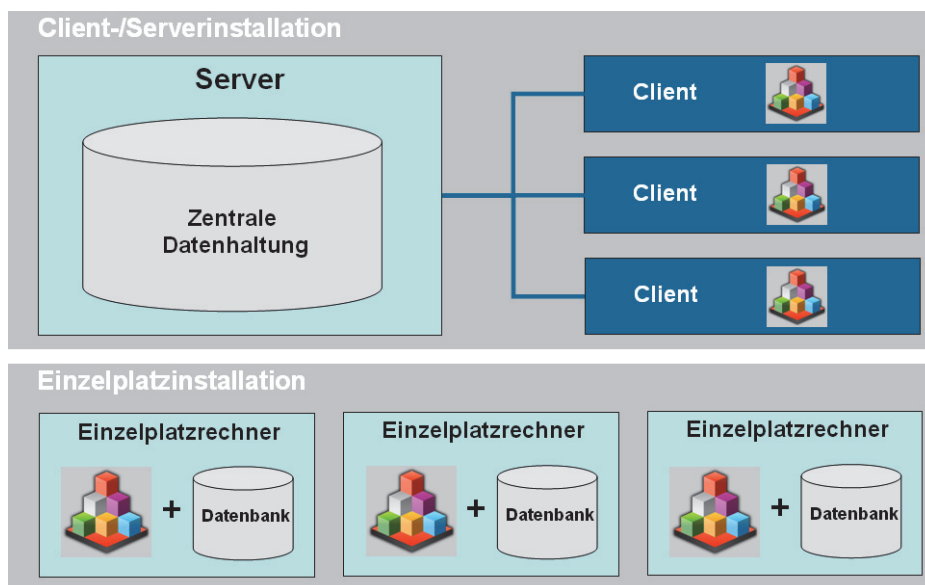 Client-/Serverinstallation
Server
Zentrale
Datenhaltung
Client
Client
Client
Einzelplatzinstallation
Einzelplatzrechner
+
Datenbank
Einzelplatzrechner
+
Datenbank
Einzelplatzrechner
+
Datenbank